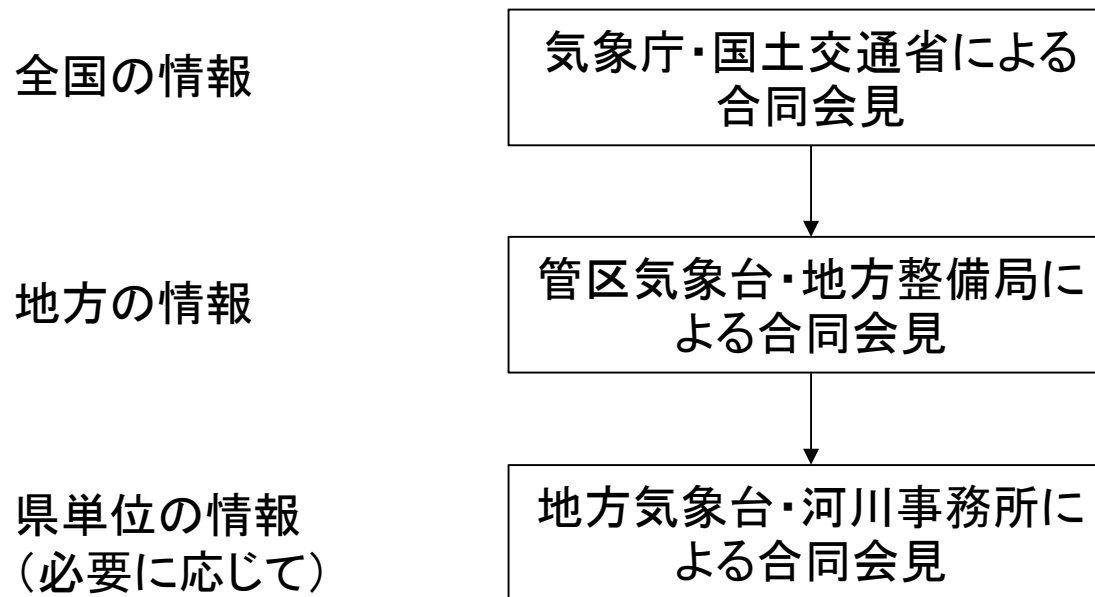 全国の情報
気象庁・国土交通省による
合同会見
地方の情報
管区気象台・地方整備局に
よる合同会見
県単位の情報
（必要に応じて）
地方気象台・河川事務所に
よる合同会見